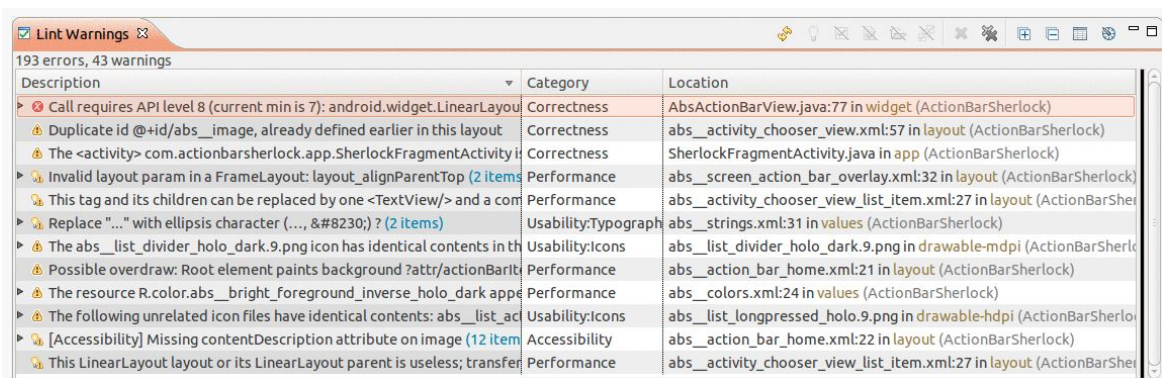 Lint Warnings
193 errors, 43 warnings
Description Category Location
Call requires API level 8 (current min is 7): android.widget.LinearLayou Correctness AbsActionBarView.java:77 in widget (ActionBarSherlock)
Duplicate id @+id/abs__image, already defined earlier in this layout Correctness abs__activity_chooser_view.xml:57 in layout (ActionBarSherlock)
The <activity> com.actionbarsherlock.app.SherlockFragmentActivity is Correctness SherlockFragmentActivity.java in app (ActionBarSherlock)
Invalid layout param in a FrameLayout: layout_alignParentTop (2 items Performance abs__screen_action_bar_overlay.xml:32 in layout (ActionBarSherlock)
This tag and its children can be replaced by one <TextView/> and a com Performance abs__activity_chooser_view_list_item.xml:27 in layout (ActionBarSher
Replace "..." with ellipsis character (…, &#8230;) ? (2 items) Usability:Typograph abs__strings.xml:31 in values (ActionBarSherlock)
The abs__list_divider_holo_dark.9.png icon has identical contents in th Usability:Icons abs__list_divider_holo_dark.9.png in drawable-mdpi (ActionBarSherlo
Possible overdraw: Root element paints background ?attr/actionBarIte Performance abs__action_bar_home.xml:21 in layout (ActionBarSherlock)
The resource R.color.abs__bright_foreground_inverse_holo_dark appe Performance abs__colors.xml:24 in values (ActionBarSherlock)
The following unrelated icon files have identical contents: abs__list_act Usability:Icons abs__list_longpressed_holo.9.png in drawable-hdpi (ActionBarSherlo
[Accessibility] Missing contentDescription attribute on image (12 item Accessibility abs__action_bar_home.xml:22 in layout (ActionBarSherlock)
This LinearLayout layout or its LinearLayout parent is useless; transfer Performance abs__activity_chooser_view_list_item.xml:27 in layout (ActionBarSher